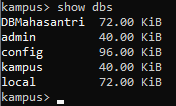 kampus> show dbs
DBMahasantri  72.00 KiB
admin         40.00 KiB
config        96.00 KiB
kampus        40.00 KiB
local         72.00 KiB
kampus>